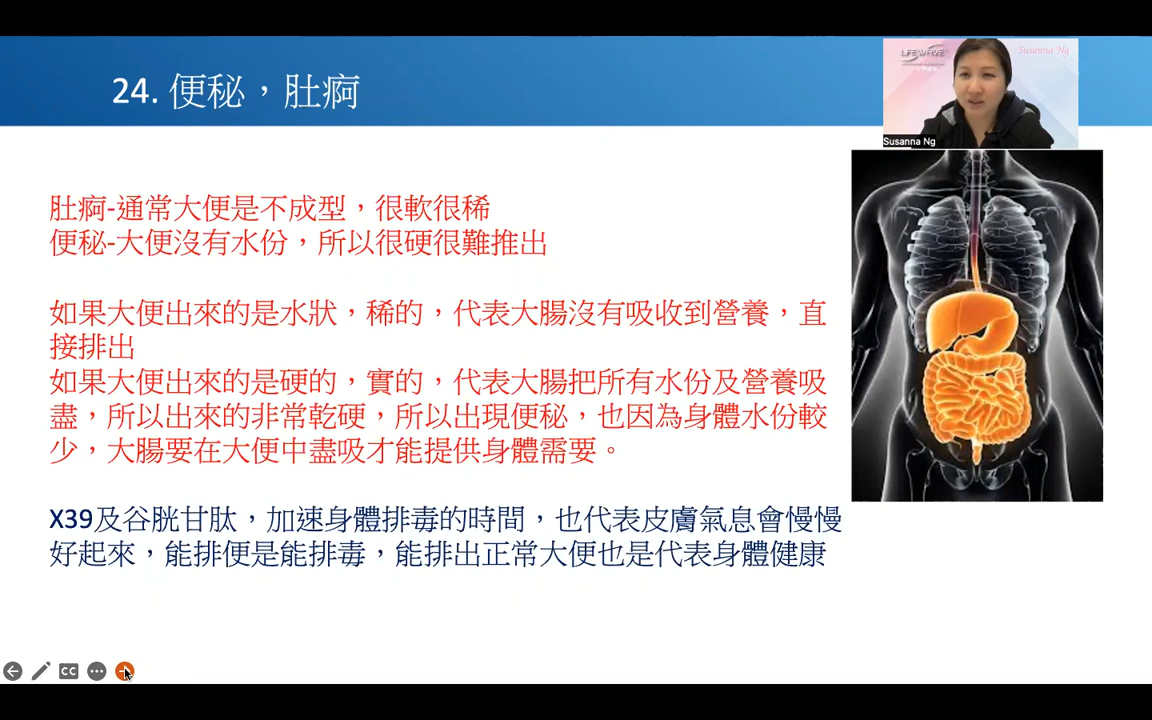 24. 便秘，肚痾
LIFEWAVE
Susanna Ng
Susanna Ng
肚痾-通常大便是不成型，很軟很稀
便秘-大便沒有水份，所以很硬很難推出
如果大便出來的是水狀，稀的，代表大腸沒有吸收到營養，直
接排出
如果大便出來的是硬的，實的，代表大腸把所有水份及營養吸
盡，所以出來的非常乾硬，所以出現便秘，也因為身體水份較
少，大腸要在大便中盡吸才能提供身體需要。
X39及谷胱甘肽，加速身體排毒的時間，也代表皮膚氣息會慢慢
好起來，能排便是能排毒，能排出正常大便也是代表身體健康
CC